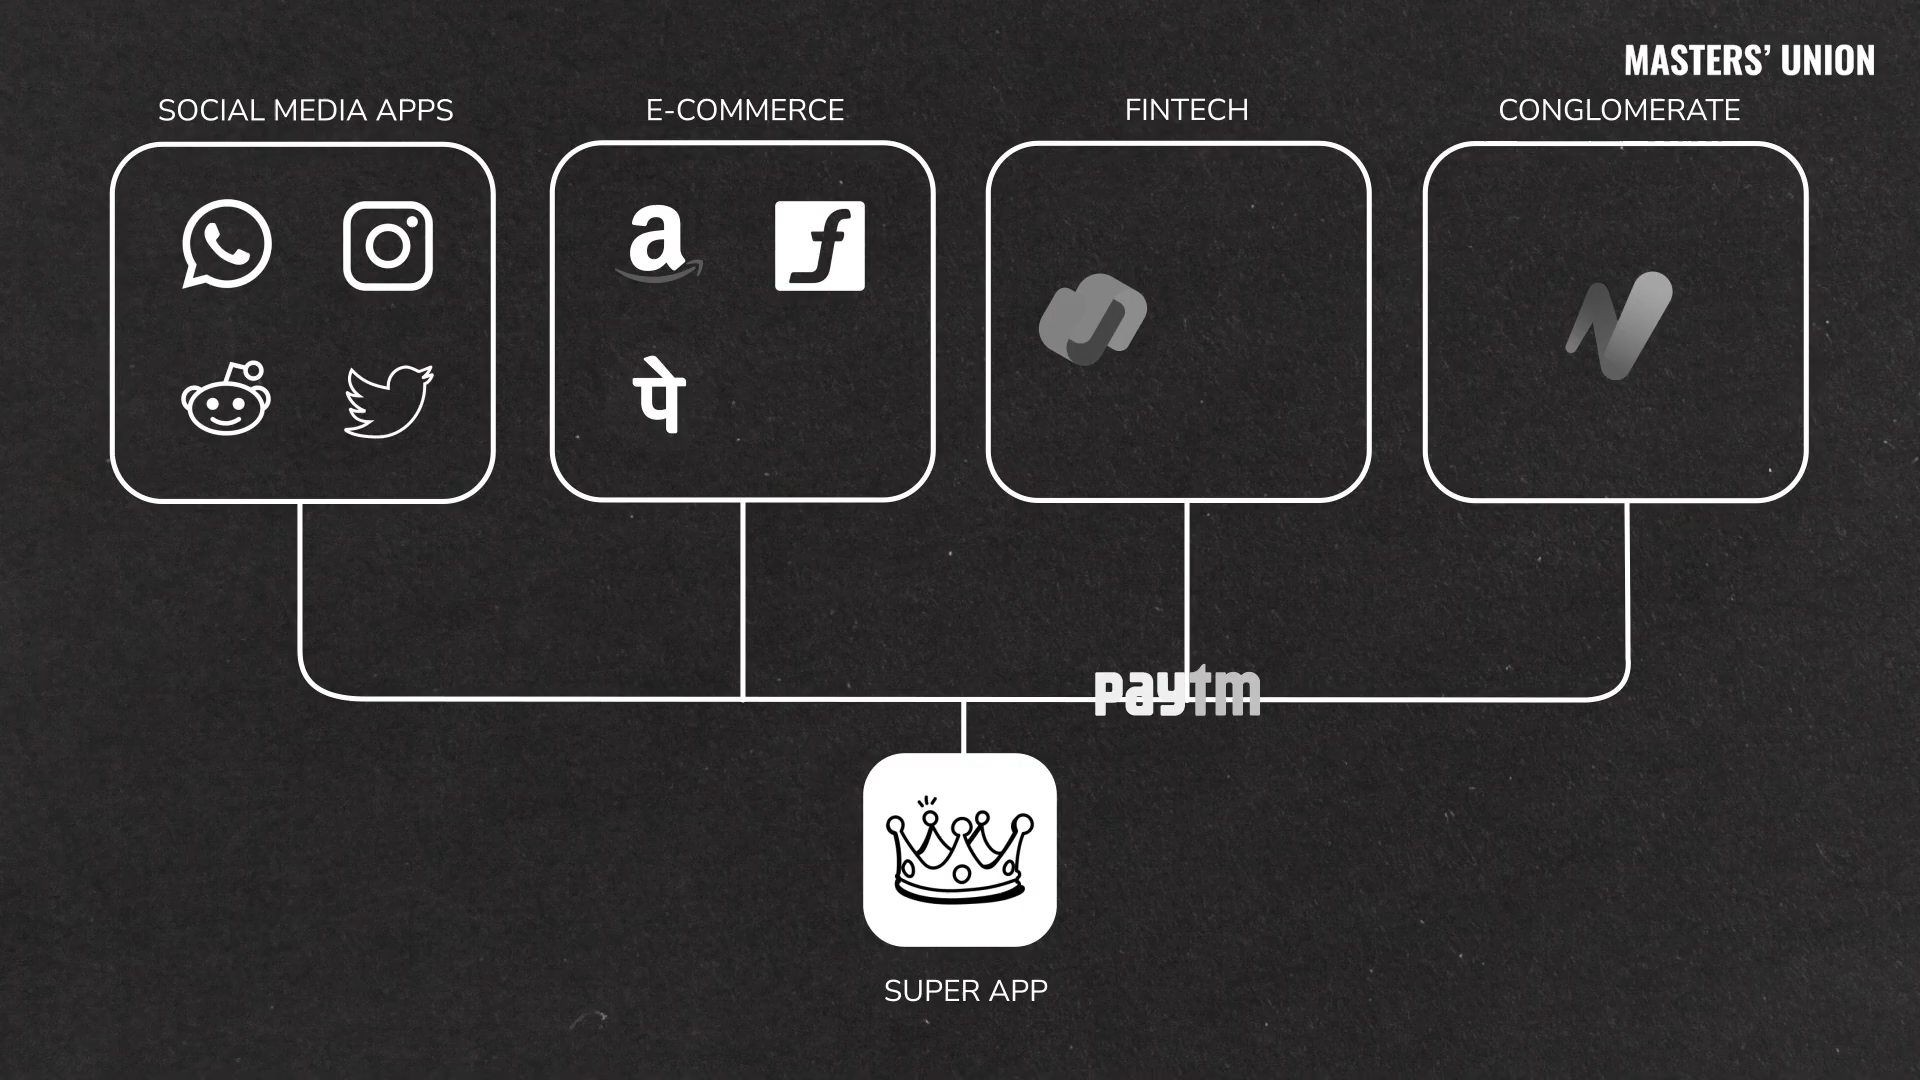 MASTERS’ UNION
SOCIAL MEDIA APPS
E-COMMERCE
FINTECH
CONGLOMERATE
a
f
पे
paytm
SUPER APP